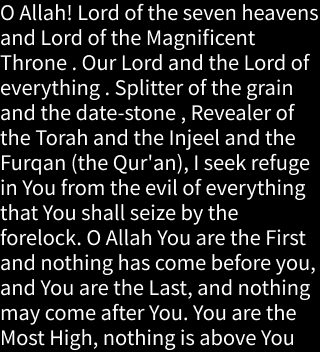 O Allah! Lord of the seven heavens
and Lord of the Magnificent
Throne . Our Lord and the Lord of
everything . Splitter of the grain
and the date-stone , Revealer of
the Torah and the Injeel and the
Furqan (the Qur'an), I seek refuge
in You from the evil of everything
that You shall seize by the
forelock. O Allah You are the First
and nothing has come before you,
and You are the Last, and nothing
may come after You. You are the
Most High, nothing is above You